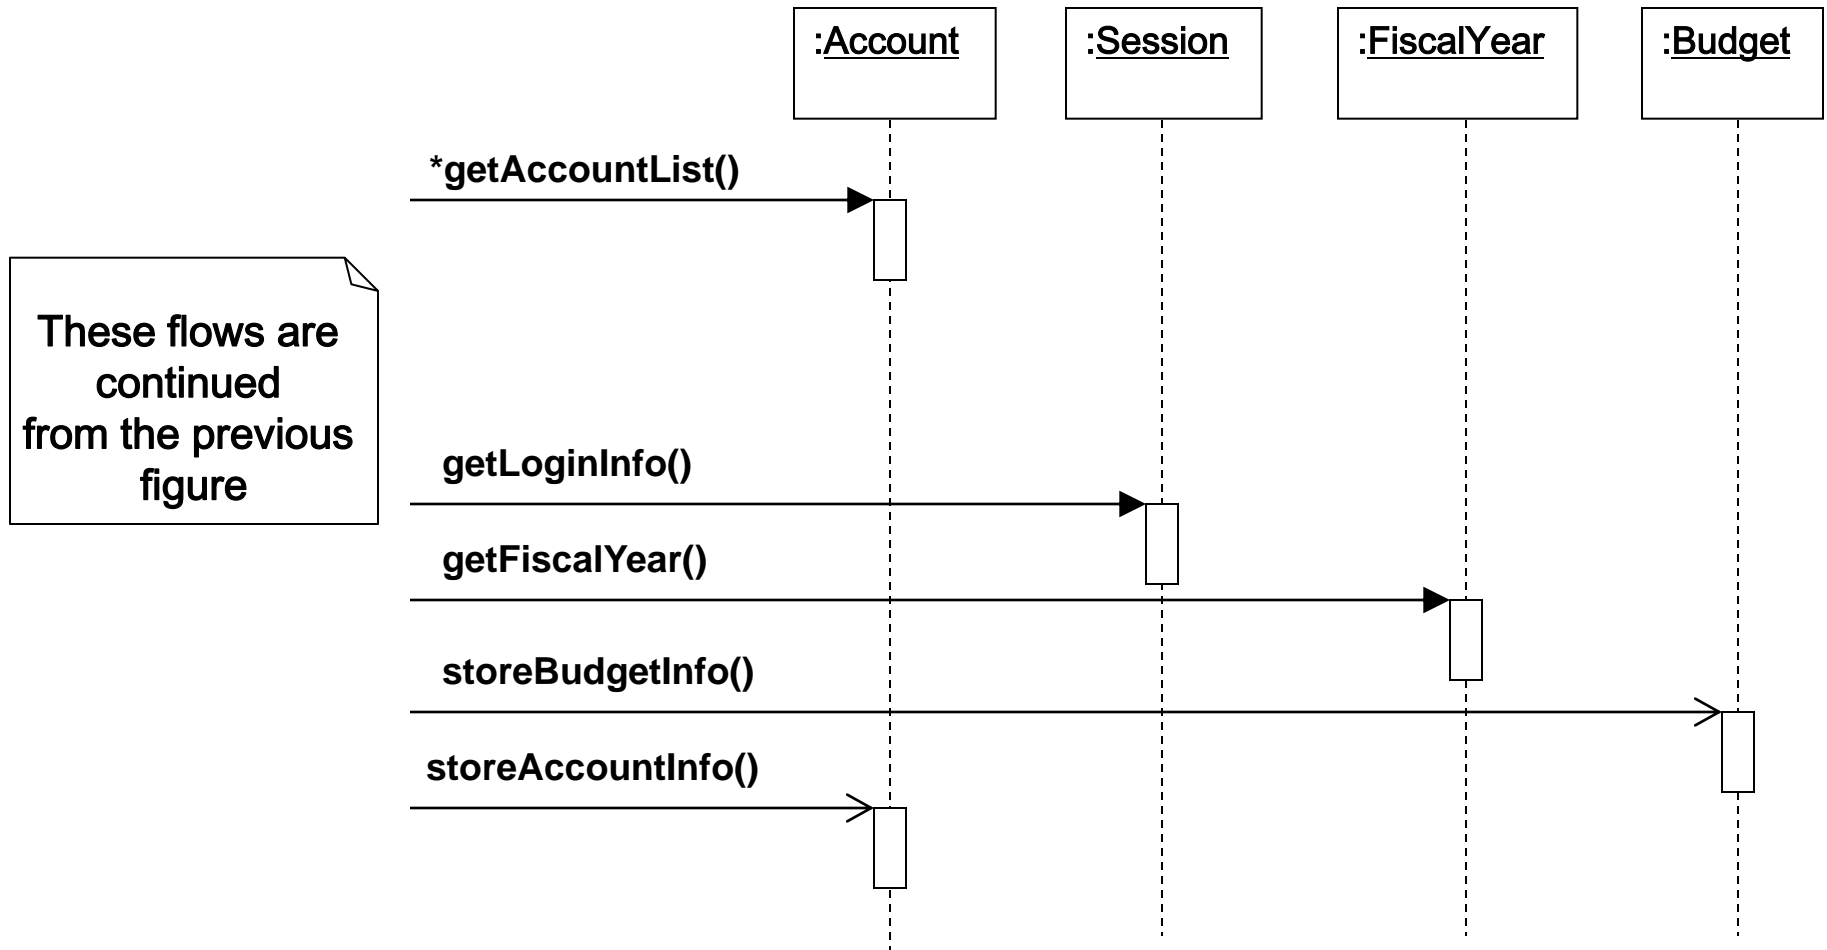 :Account
:Session
:FiscalYear
:Budget
*getAccountList()
These flows are
continued
from the previous
figure
getLoginInfo()
getFiscalYear()
storeBudgetInfo()
storeAccountInfo()